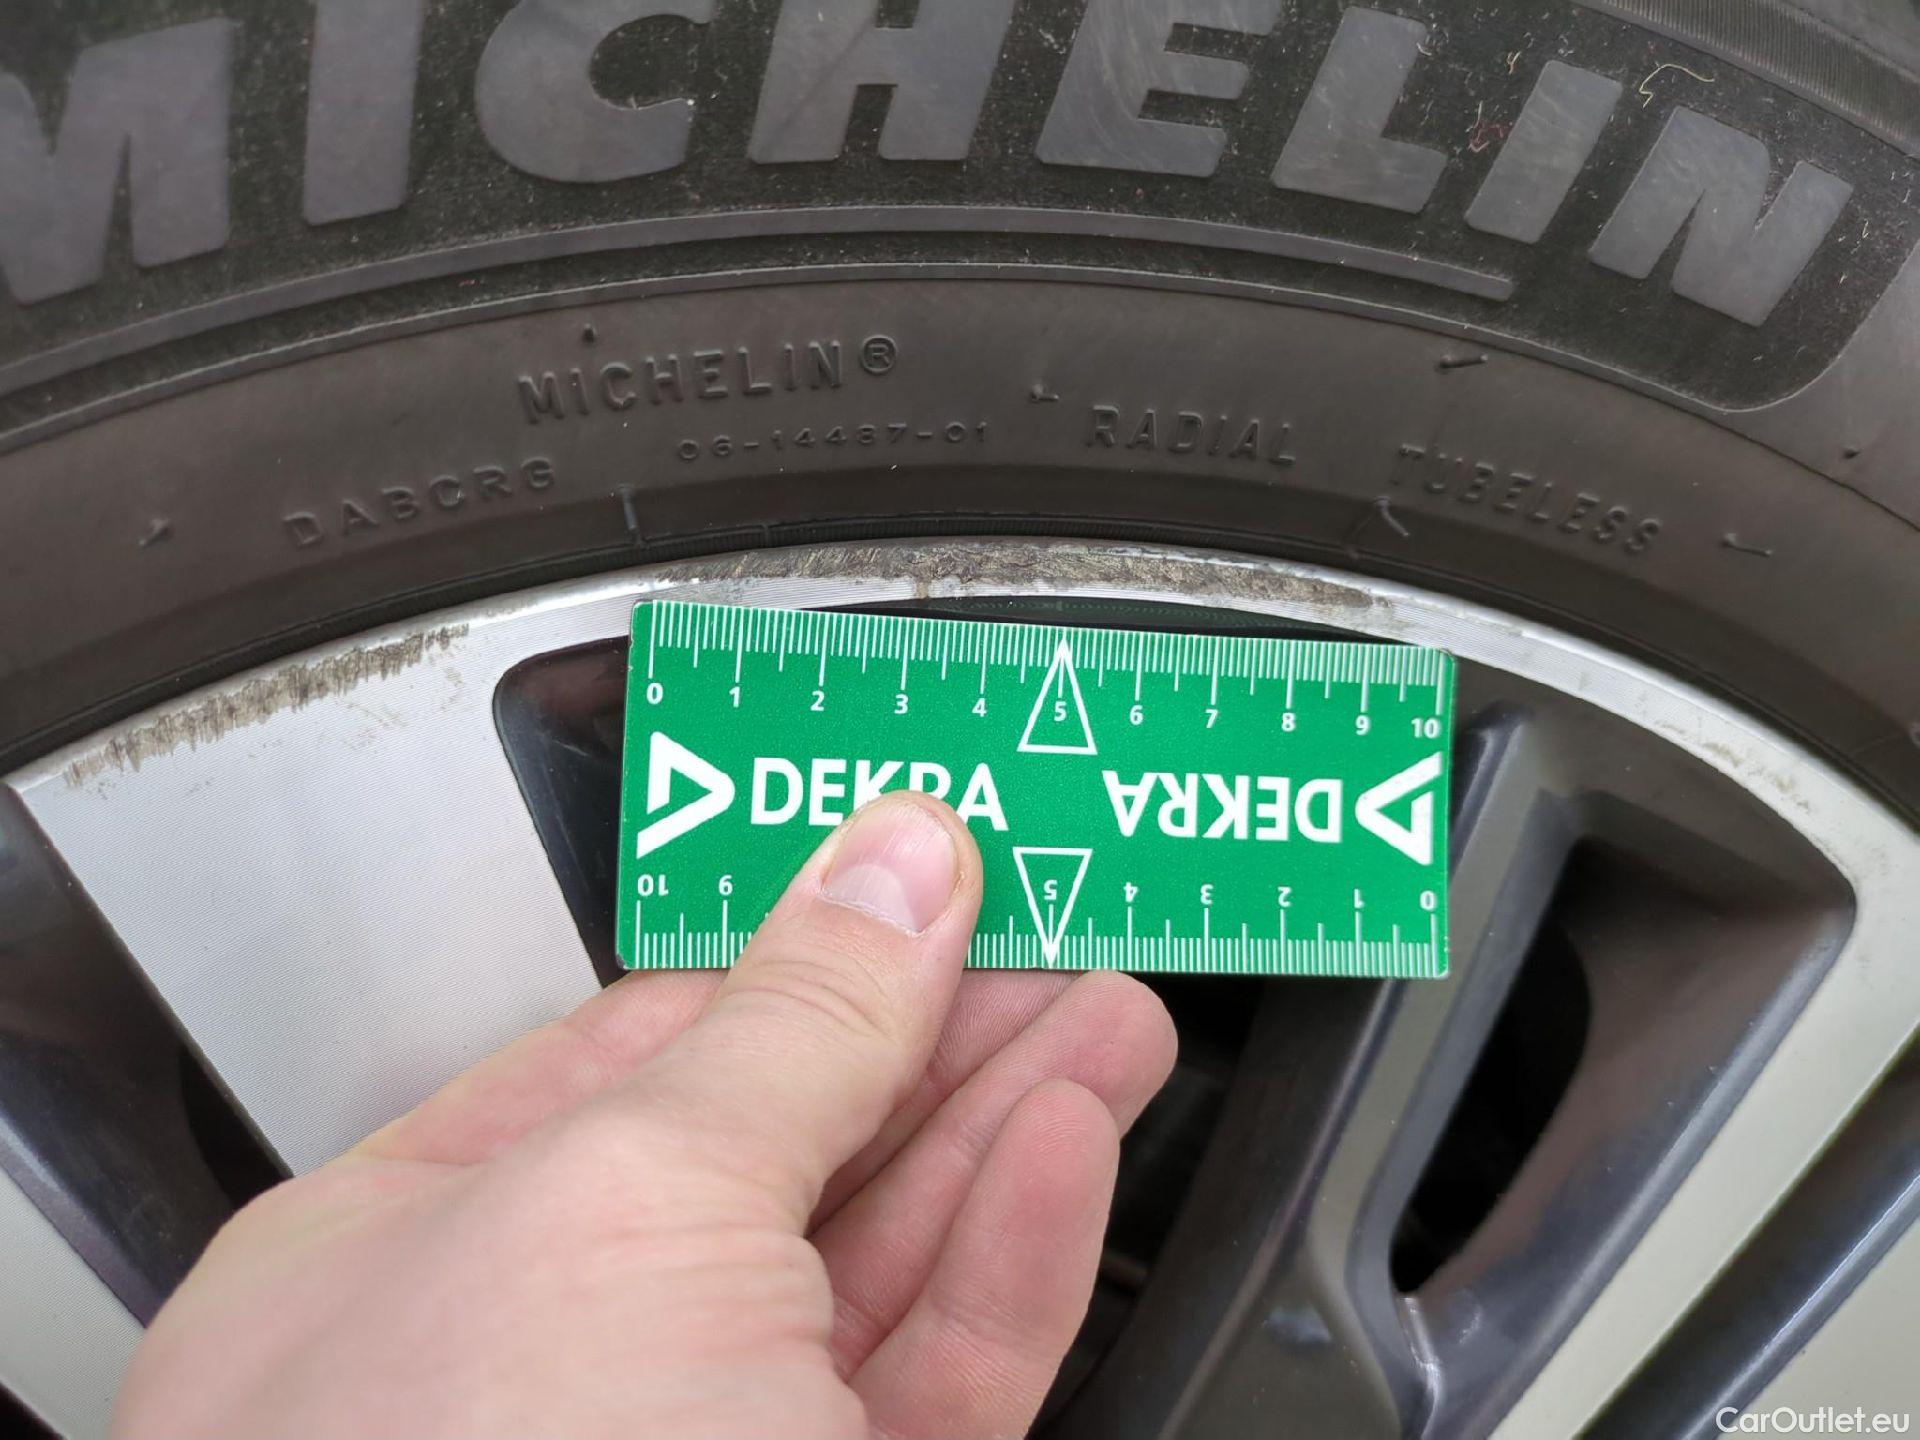 MICHELIN
MICHELIN®
06-14487-01
DABCRG
RADIAL TUBELESS
0 1 2 3 4 5 6 7 8 9 10
DEKRA
DEKRA
10 9
5 4 3 2 1 0
CarOutlet.eu